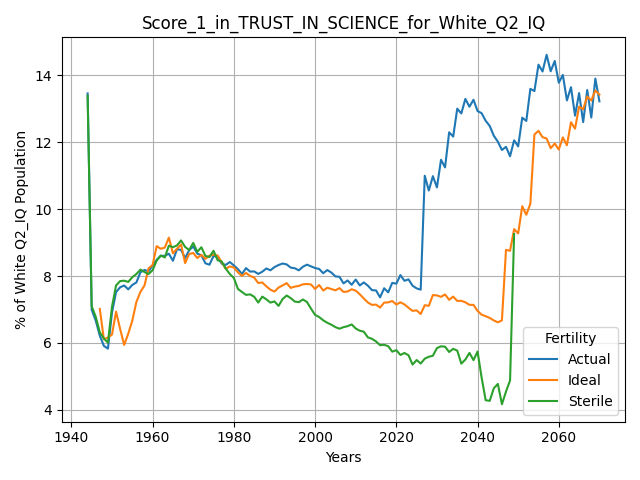 Score_1_in_TRUST_IN_SCIENCE_for_White_Q2_IQ
% of White Q2_IQ Population
14
12
10
8
6
4
1940
1960
1980
2000
2020
2040
2060
Years
Fertility
Actual
Ideal
Sterile